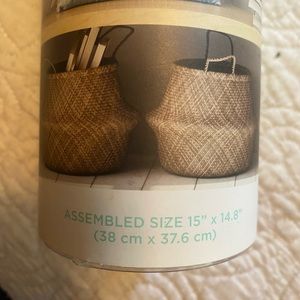 ASSEMBLED SIZE 15" x 14.8"
(38 cm x 37.6 cm)